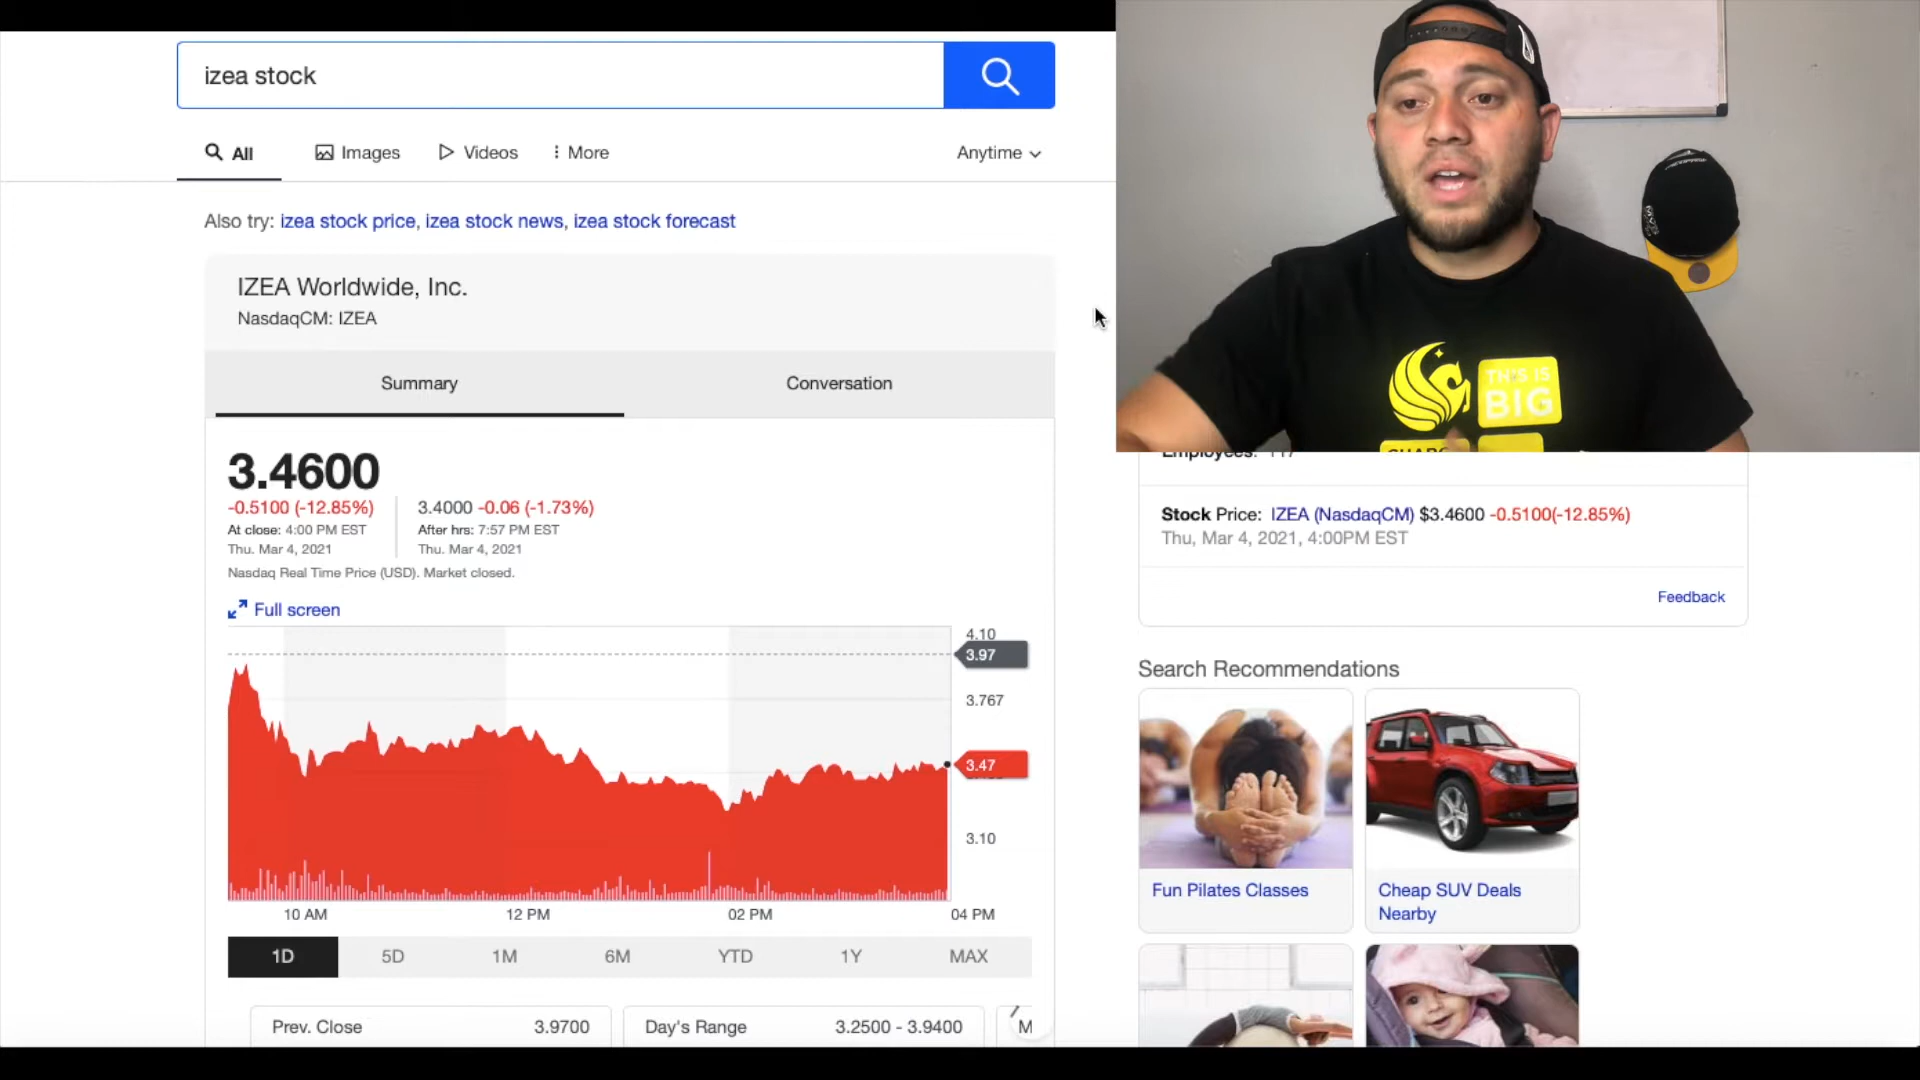 izea stock
All
Images
Videos
More
Anytime
Also try: izea stock price, izea stock news, izea stock forecast
IZEA Worldwide, Inc.
NasdaqCM: IZEA
Summary
Conversation
3.4600
-0.5100 (-12.85%)
At close: 4:00 PM EST
Thu. Mar 4, 2021
3.4000 -0.06 (-1.73%)
After hrs: 7:57 PM EST
Thu. Mar 4, 2021
Nasdaq Real Time Price (USD). Market closed.
Full screen
4.10
3.97
3.767
3.47
3.10
10 AM
12 PM
02 PM
04 PM
1D
5D
1M
6M
YTD
1Y
MAX
Prev. Close
3.9700
Day's Range
3.2500 - 3.9400
M
THIS IS
BIG
Employees: 117
Stock Price: IZEA (NasdaqCM) $3.4600 -0.5100(-12.85%)
Thu, Mar 4, 2021, 4:00PM EST
Feedback
Search Recommendations
Fun Pilates Classes
Cheap SUV Deals
Nearby